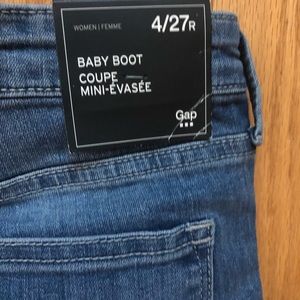 WOMEN | FEMME
4/27R
BABY BOOT
COUPE
MINI-ÉVASÉE
Gap